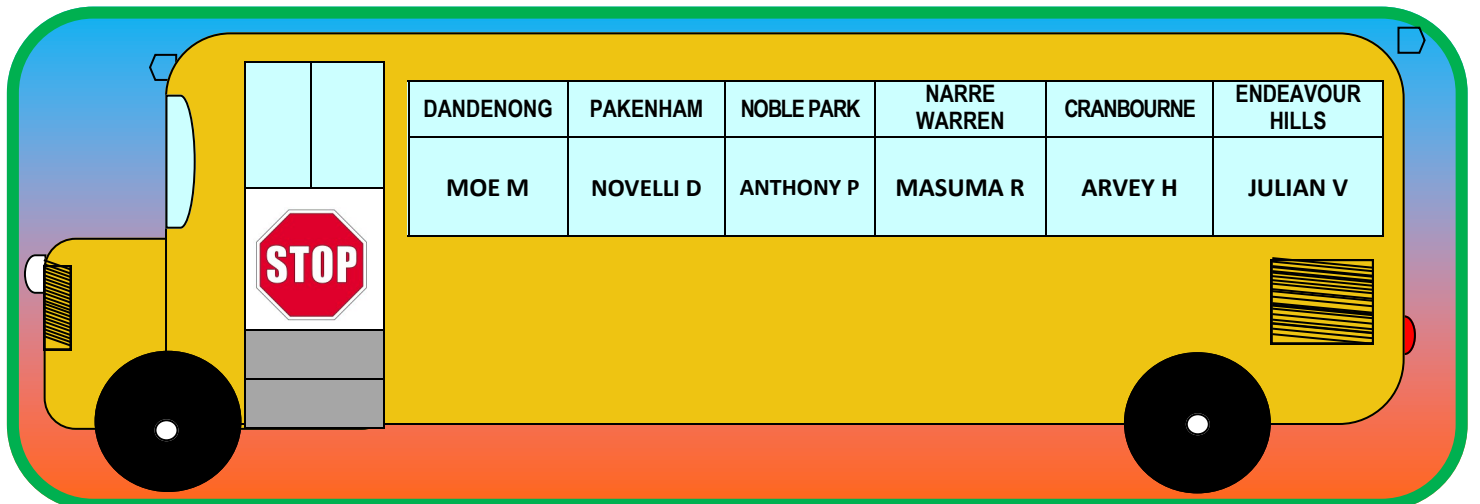 DANDENONG
PAKENHAM
NOBLE PARK
NARRE
WARREN
CRANBOURNE
ENDEAVOUR
HILLS
MOE M
NOVELLI D
ANTHONY P
MASUMA R
ARVEY H
JULIAN V
STOP